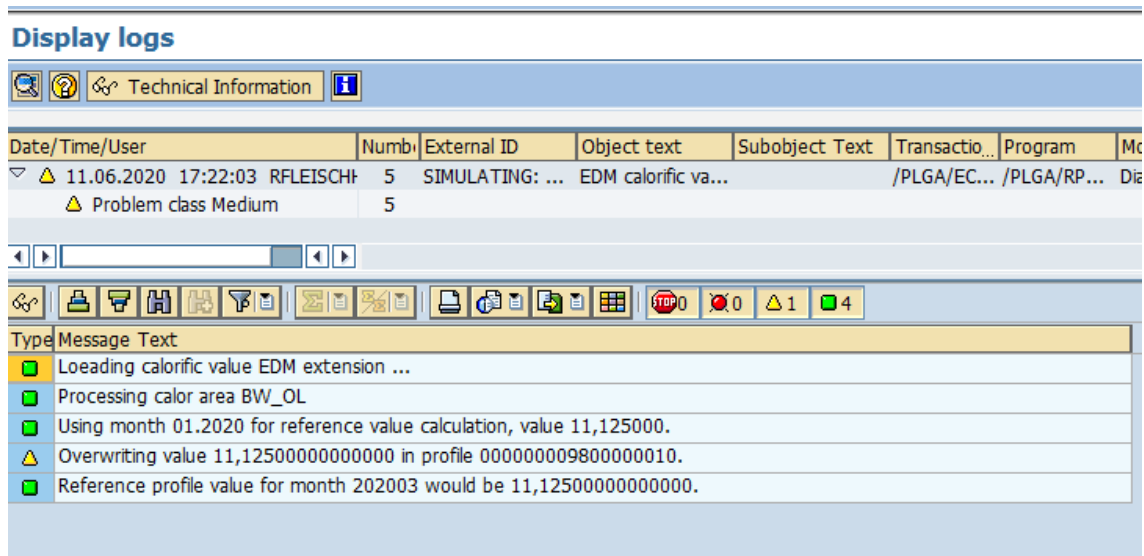 Display logs
Technical Information
Date/Time/User Numb External ID Object text Subobject Text Transactio... Program Mo
11.06.2020 17:22:03 RFLEISCHH 5 SIMULATING: ... EDM calorific va... /PLGA/EC... /PLGA/RP... Dia
Problem class Medium 5
STOP 0 0 1 4
Type Message Text
Loeading calorific value EDM extension ...
Processing calor area BW_OL
Using month 01.2020 for reference value calculation, value 11,125000.
Overwriting value 11,12500000000000 in profile 000000009800000010.
Reference profile value for month 202003 would be 11,12500000000000.